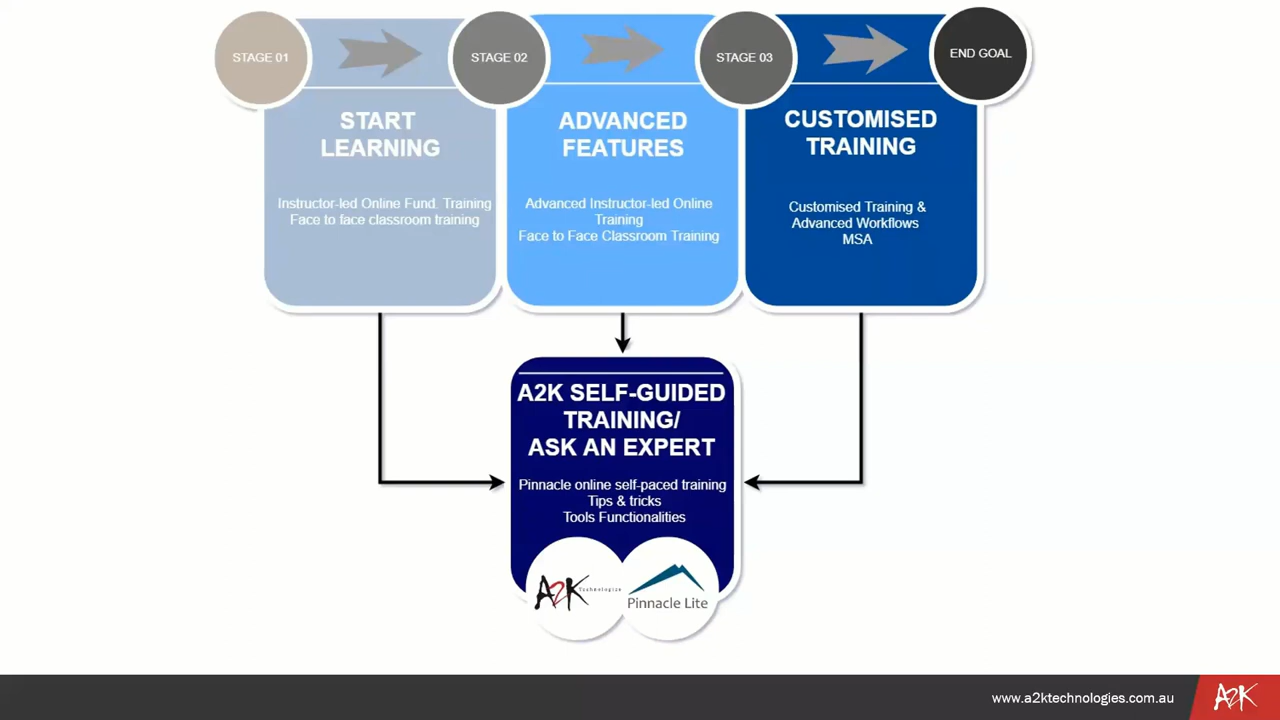 STAGE 01
STAGE 02
STAGE 03
END GOAL
START
LEARNING
Instructor-led Online Fund. Training
Face to face classroom training
ADVANCED
FEATURES
Advanced Instructor-led Online
Training
Face to Face Classroom Training
CUSTOMISED
TRAINING
Customised Training &
Advanced Workflows
MSA
A2K SELF-GUIDED
TRAINING/
ASK AN EXPERT
Pinnacle online self-paced training
Tips & tricks
Tools Functionalities
A2K Technologies
Pinnacle Lite
www.a2ktechnologies.com.au
A2K